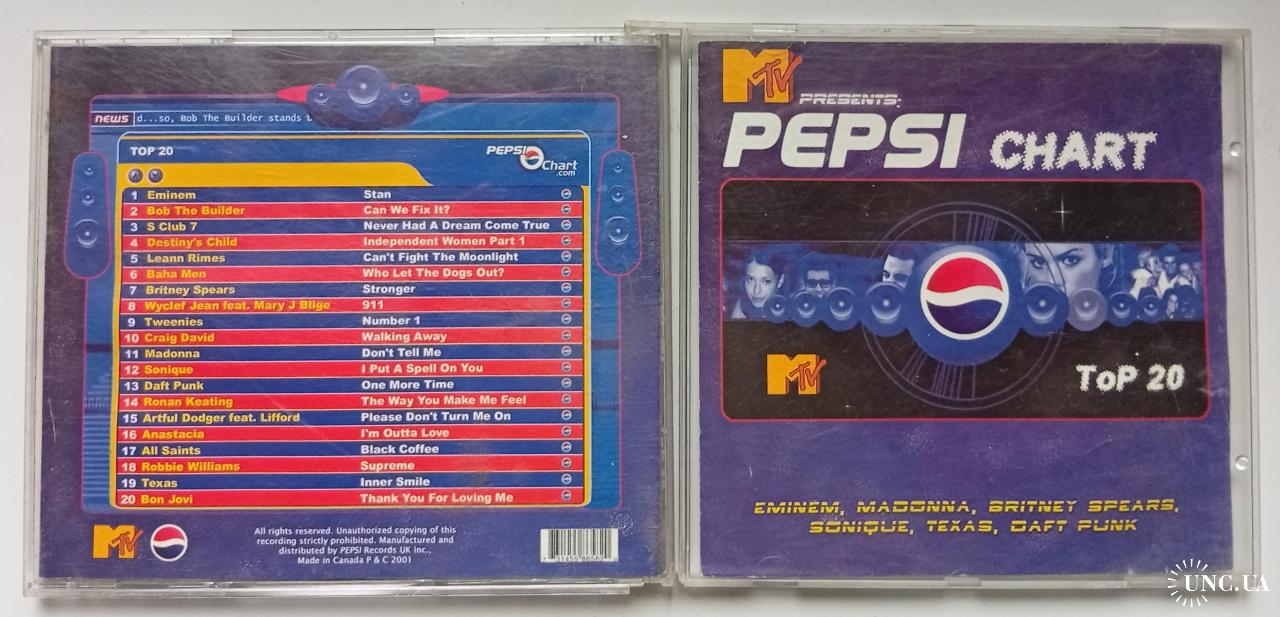 news d...so, Bob The Builder stands
TOP 20
PEPSI
Chart
.com
1 Eminem Stan
2 Bob The Builder Can We Fix It?
3 S Club 7 Never Had A Dream Come True
4 Destiny's Child Independent Women Part 1
5 Leann Rimes Can't Fight The Moonlight
6 Baha Men Who Let The Dogs Out?
7 Britney Spears Stronger
8 Wyclef Jean feat. Mary J Blige 911
9 Tweenies Number 1
10 Craig David Walking Away
11 Madonna Don't Tell Me
12 Sonique I Put A Spell On You
13 Daft Punk One More Time
14 Ronan Keating The Way You Make Me Feel
15 Artful Dodger feat. Lifford Please Don't Turn Me On
16 Anastacia I'm Outta Love
17 All Saints Black Coffee
18 Robbie Williams Supreme
19 Texas Inner Smile
20 Bon Jovi Thank You For Loving Me
MTV
All rights reserved. Unauthorized copying of this
recording strictly prohibited. Manufactured and
distributed by PEPSI Records UK inc.,
Made in Canada P & C 2001
MTV
PRESENTS:
PEPSI CHART
MTV
ToP 20
EMINEM, MADONNA, BRITNEY SPEARS,
SONIQUE, TEXAS, DAFT PUNK
UNC.UA